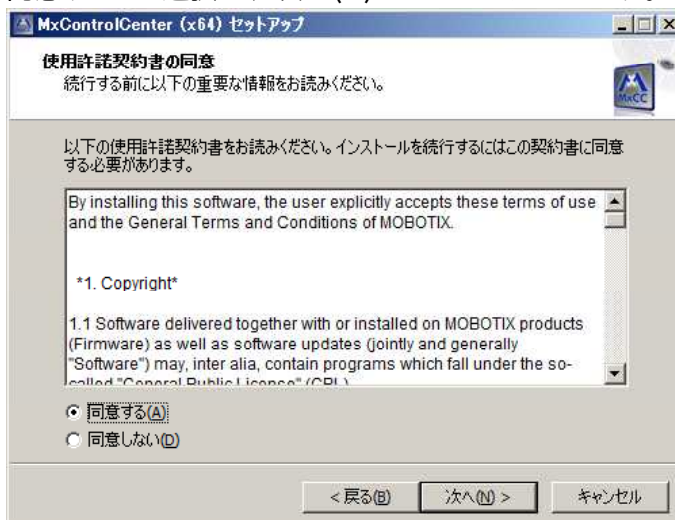 MxControlCenter (x64) セットアップ
使用許諾契約書の同意
続行する前に以下の重要な情報をお読みください。
MxCC
以下の使用許諾契約書をお読みください。インストールを続行するにはこの契約書に同意
する必要があります。
By installing this software, the user explicitly accepts these terms of use
and the General Terms and Conditions of MOBOTIX.
*1. Copyright*
1.1 Software delivered together with or installed on MOBOTIX products
(Firmware) as well as software updates (jointly and generally
"Software") may, inter alia, contain programs which fall under the so-
called "General Public License" (GPL)
同意する(A)
同意しない(D)
< 戻る(B)
次へ(N) >
キャンセル